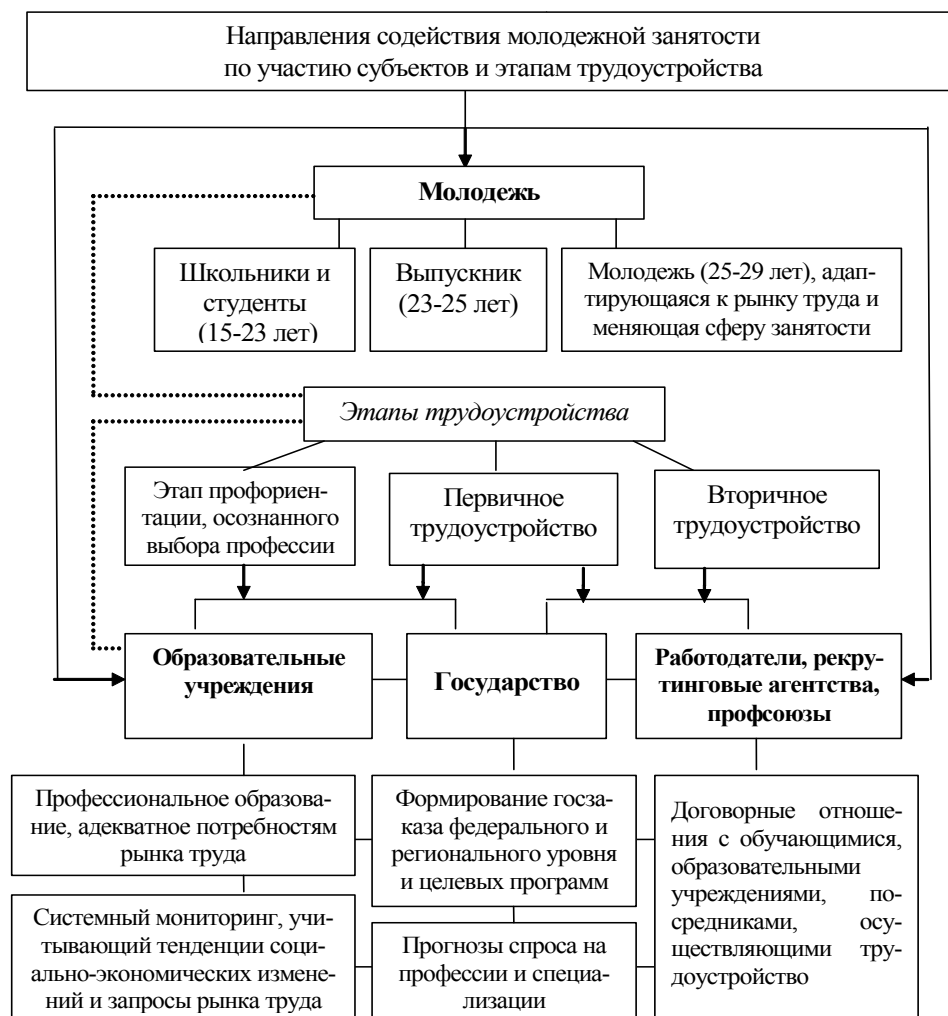 Направления содействия молодежной занятости
по участию субъектов и этапам трудоустройства
Молодежь
Школьники и
студенты
(15-23 лет)
Выпускник
(23-25 лет)
Молодежь (25-29 лет), адап-
тирующаяся к рынку труда и
меняющая сферу занятости
Этапы трудоустройства
Этап профориен-
тации, осознанного
выбора профессии
Первичное
трудоустройство
Вторичное
трудоустройство
Образовательные
учреждения
Государство
Работодатели, рекру-
тинговые агентства,
профсоюзы
Профессиональное образова-
ние, адекватное потребностям
рынка труда
Формирование госза-
каза федерального и
регионального уровня
и целевых программ
Договорные отноше-
ния с обучающимися,
образовательными
учреждениями, по-
средниками, осу-
ществляющими тру-
доустройство
Системный мониторинг, учи-
тывающий тенденции соци-
ально-экономических измене-
ний и запросы рынка труда
Прогнозы спроса на
профессии и специа-
лизации